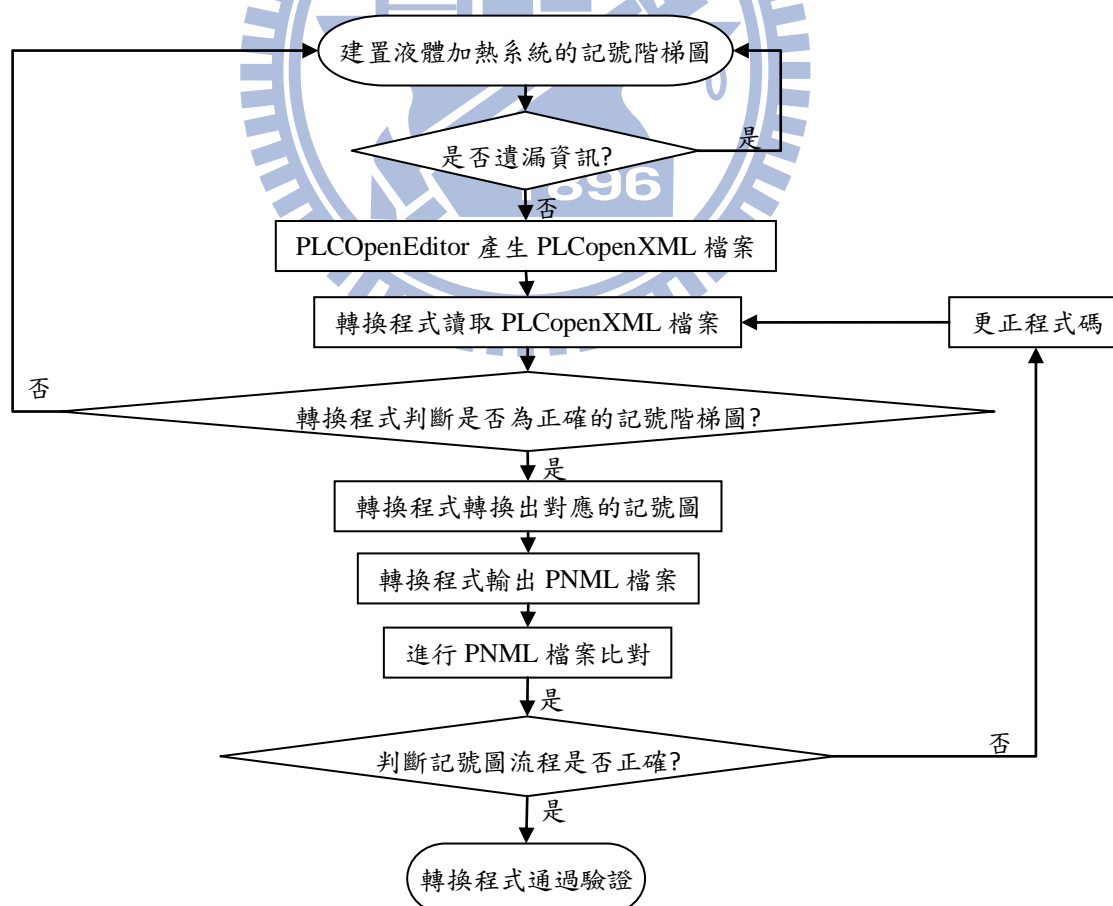 建置液體加熱系統的記號階梯圖
是
是否遺漏資訊?
896
否
PLCOpenEditor 產生 PLCopenXML 檔案
轉換程式讀取 PLCopenXML 檔案
更正程式碼
否
轉換程式判斷是否為正確的記號階梯圖?
是
轉換程式轉換出對應的記號圖
轉換程式輸出 PNML 檔案
進行 PNML 檔案比對
是
否
判斷記號圖流程是否正確?
是
轉換程式通過驗證